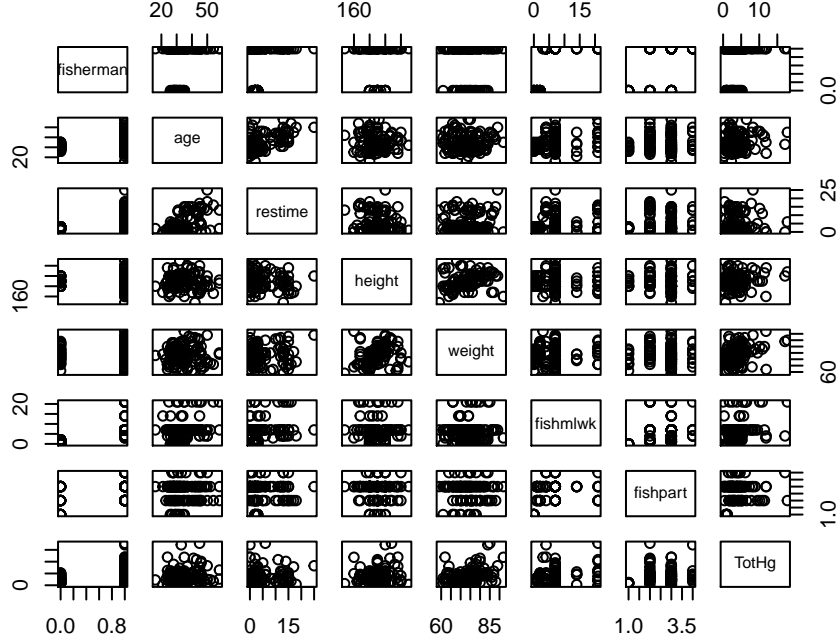 20 50 160 0 15 0 10
fisherman 0.0
20 age
restime 0 25
160 height
weight 60
0 20 fishmlwk
fishpart 1.0
0 TotHg
0.0 0.8 0 15 60 85 1.0 3.5